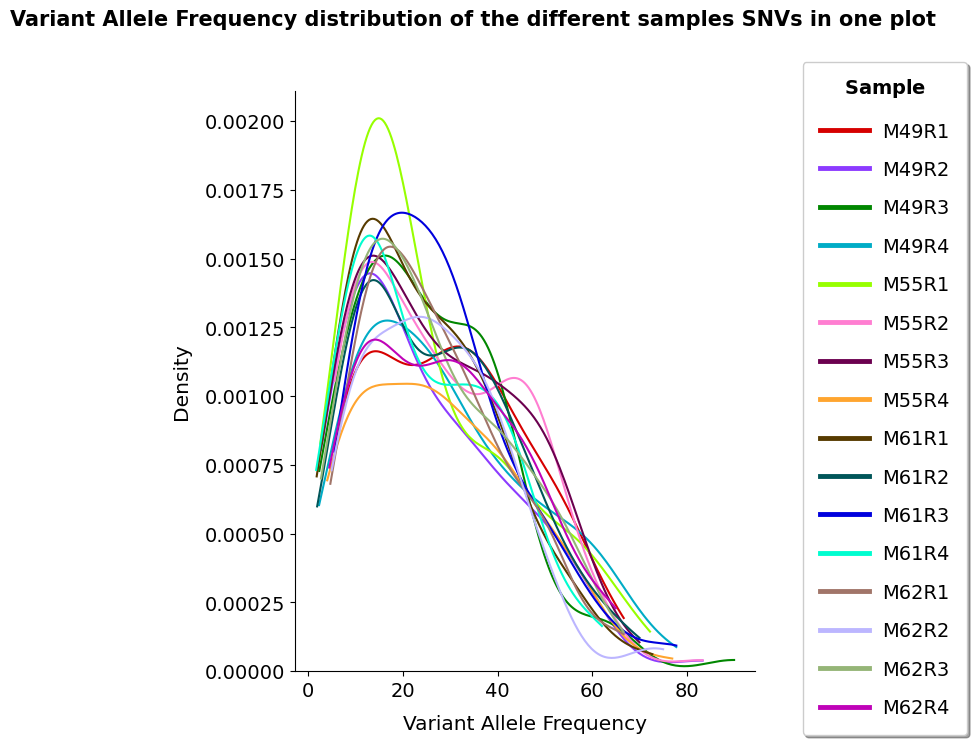 Variant Allele Frequency distribution of the different samples SNVs in one plot
Sample
M49R1
M49R2
M49R3
M49R4
M55R1
M55R2
M55R3
M55R4
M61R1
M61R2
M61R3
M61R4
M62R1
M62R2
M62R3
M62R4
Density
0.00200
0.00175
0.00150
0.00125
0.00100
0.00075
0.00050
0.00025
0.00000
0 20 40 60 80
Variant Allele Frequency